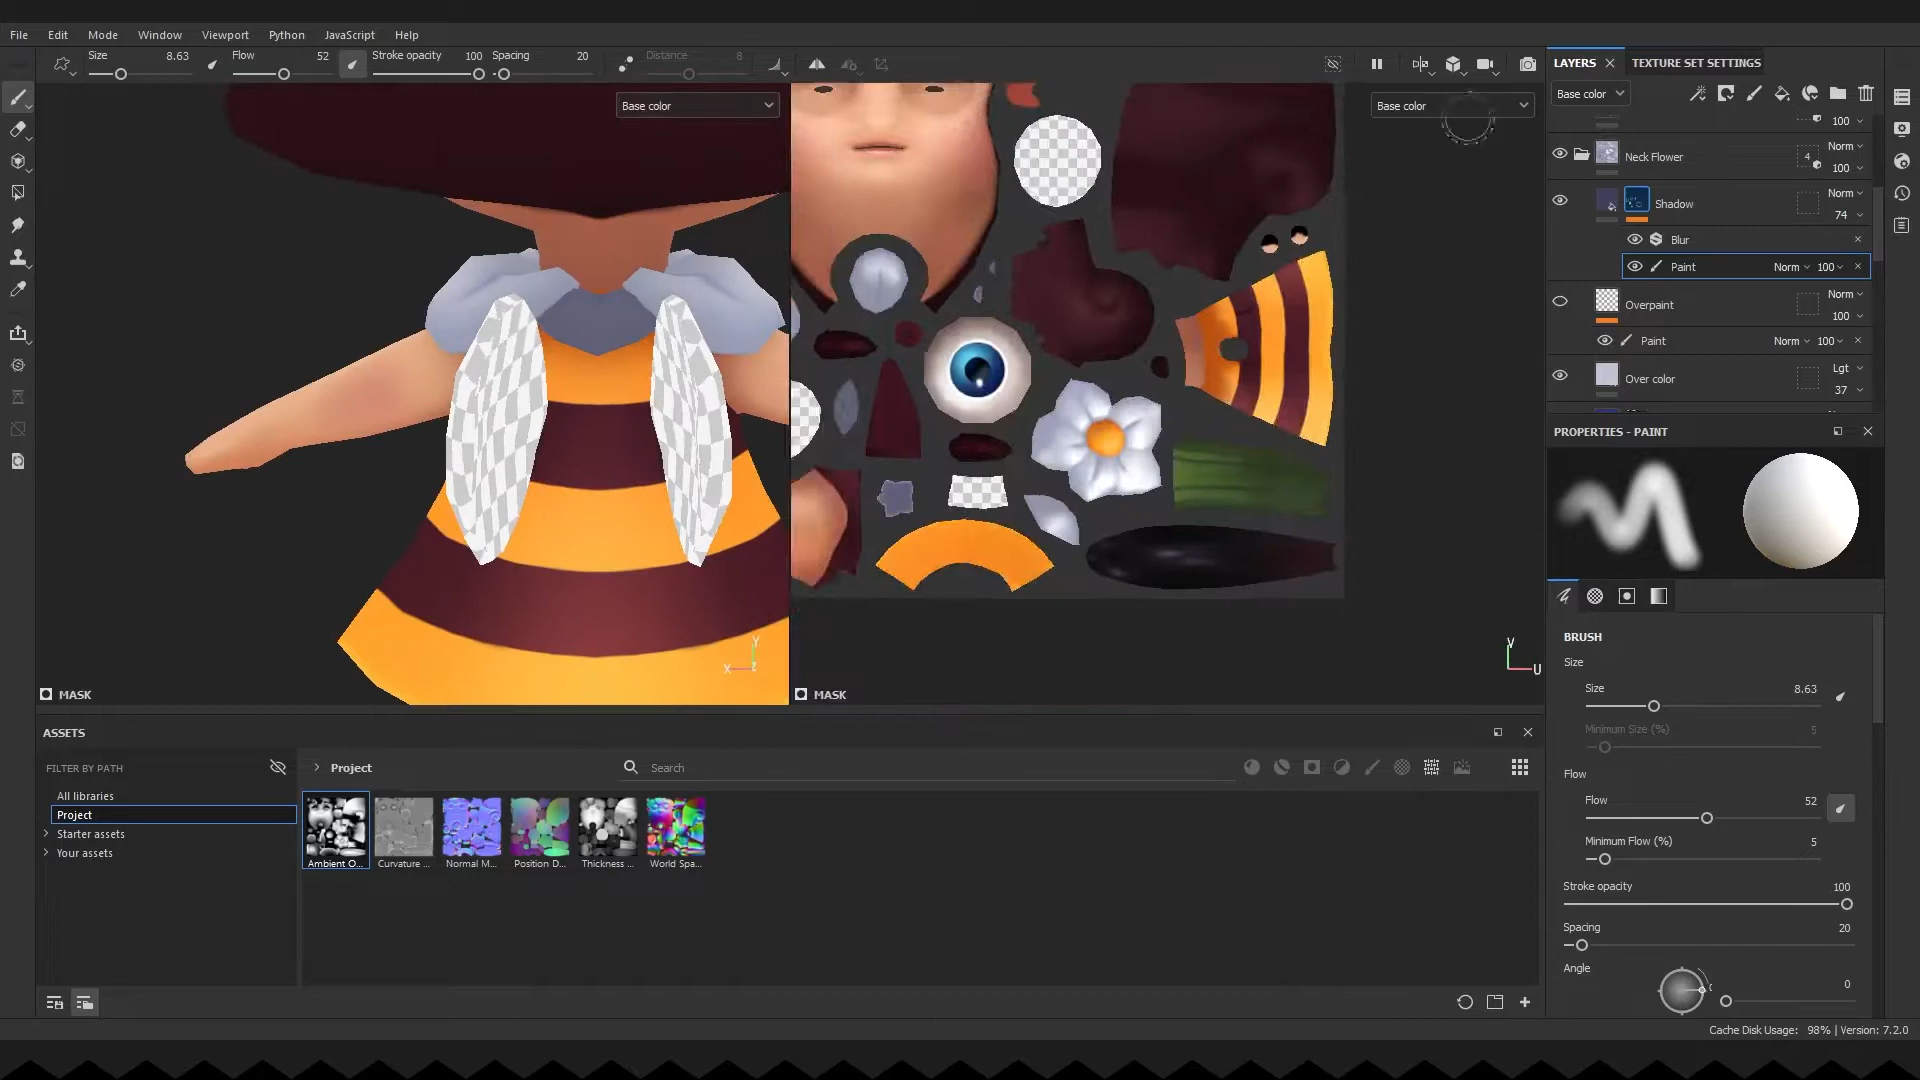 File Edit Mode Window Viewport Python JavaScript Help
Size 8.63 Flow 52 Stroke opacity 100 Spacing 20 Distance 8
Base color
Base color
X Y Z
V U
MASK
MASK
LAYERS TEXTURE SET SETTINGS
Base color
100
Neck Flower 4 Norm 100
Shadow Norm 74
Blur
Paint Norm 100
Overpaint Norm 100
Paint Norm 100
Over color Lgt 37
PROPERTIES - PAINT
BRUSH
Size
Size 8.63
Minimum Size (%) 5
Flow
Flow 52
Minimum Flow (%) 5
Stroke opacity 100
Spacing 20
Angle 0
ASSETS
FILTER BY PATH
All libraries
Project
Starter assets
Your assets
Project Search
Ambient O... Curvature ... Normal M... Position D... Thickness ... World Spa...
Cache Disk Usage: 98% | Version: 7.2.0